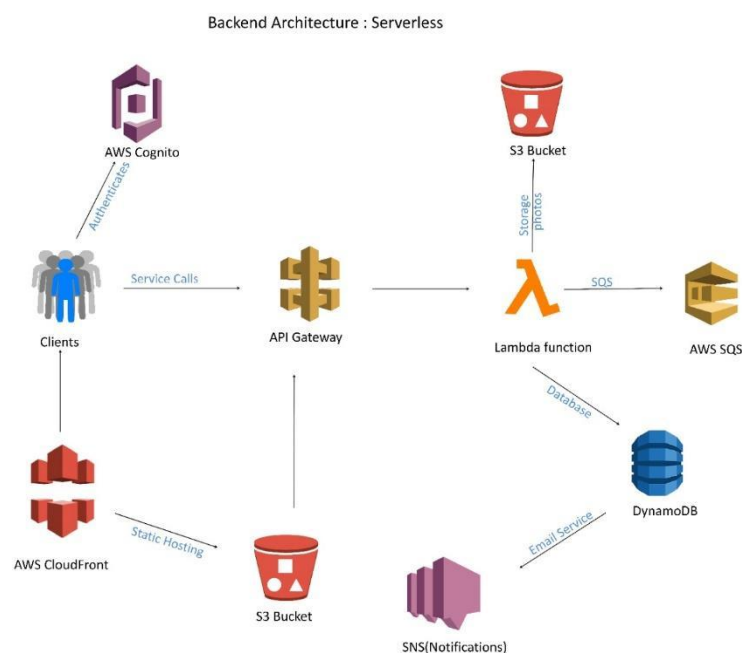 Backend Architecture : Serverless
AWS Cognito
S3 Bucket
Authenticates
Storage
photos
Service Calls
SQS
Clients
API Gateway
Lambda function
AWS SQS
Database
DynamoDB
Static Hosting
Email Service
AWS CloudFront
S3 Bucket
SNS(Notifications)